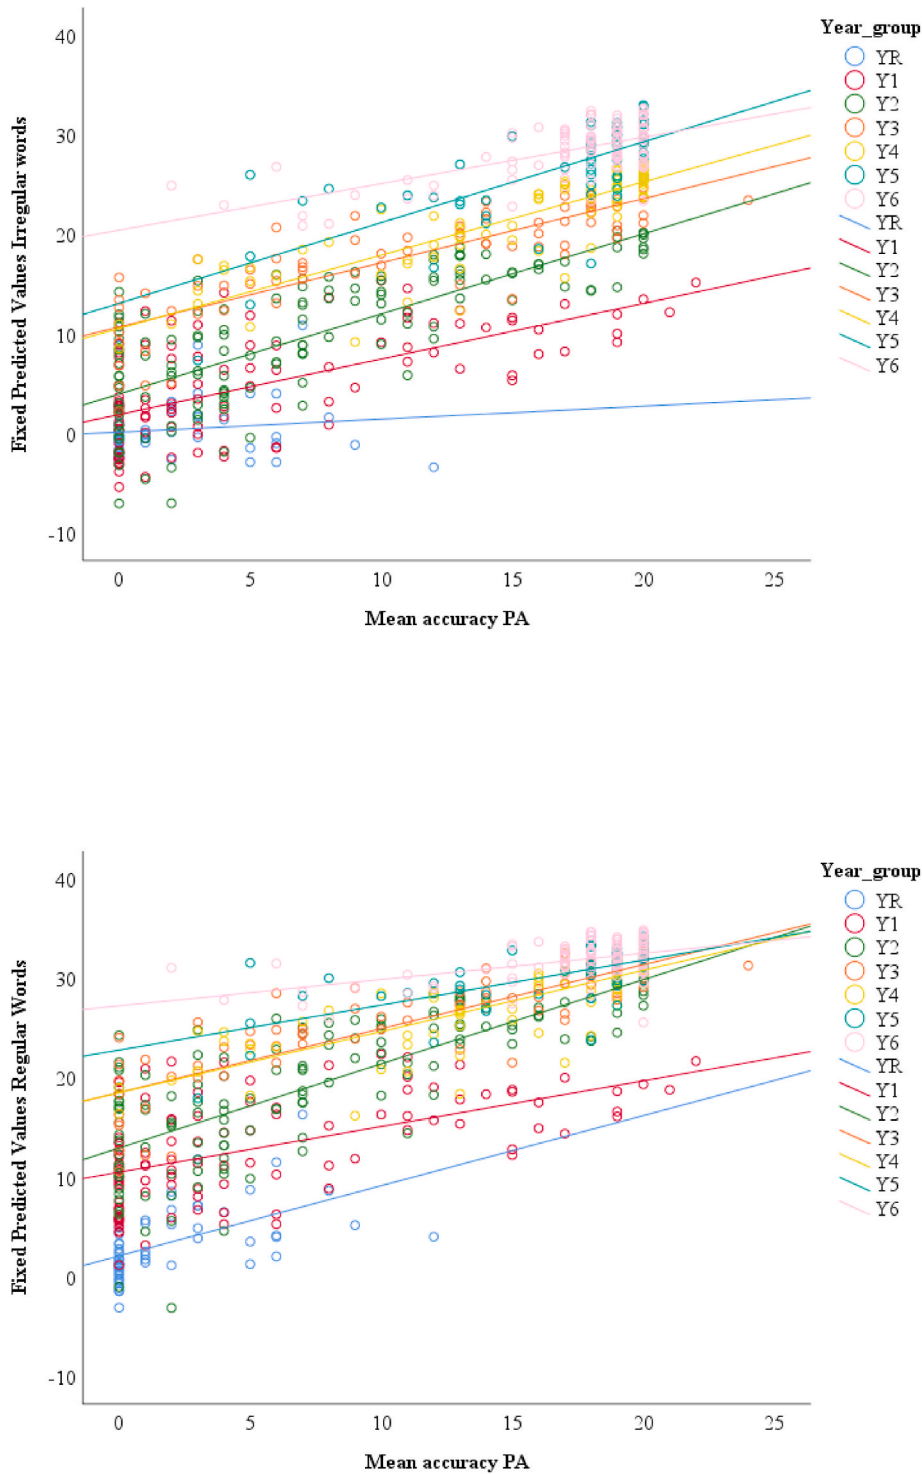 Year_group
YR
Y1
Y2
Y3
Y4
Y5
Y6
YR
Y1
Y2
Y3
Y4
Y5
Y6
Fixed Predicted Values Irregular words
40
30
20
10
0
-10
0 5 10 15 20 25
Mean accuracy PA
Year_group
YR
Y1
Y2
Y3
Y4
Y5
Y6
YR
Y1
Y2
Y3
Y4
Y5
Y6
Fixed Predicted Values Regular Words
40
30
20
10
0
-10
0 5 10 15 20 25
Mean accuracy PA